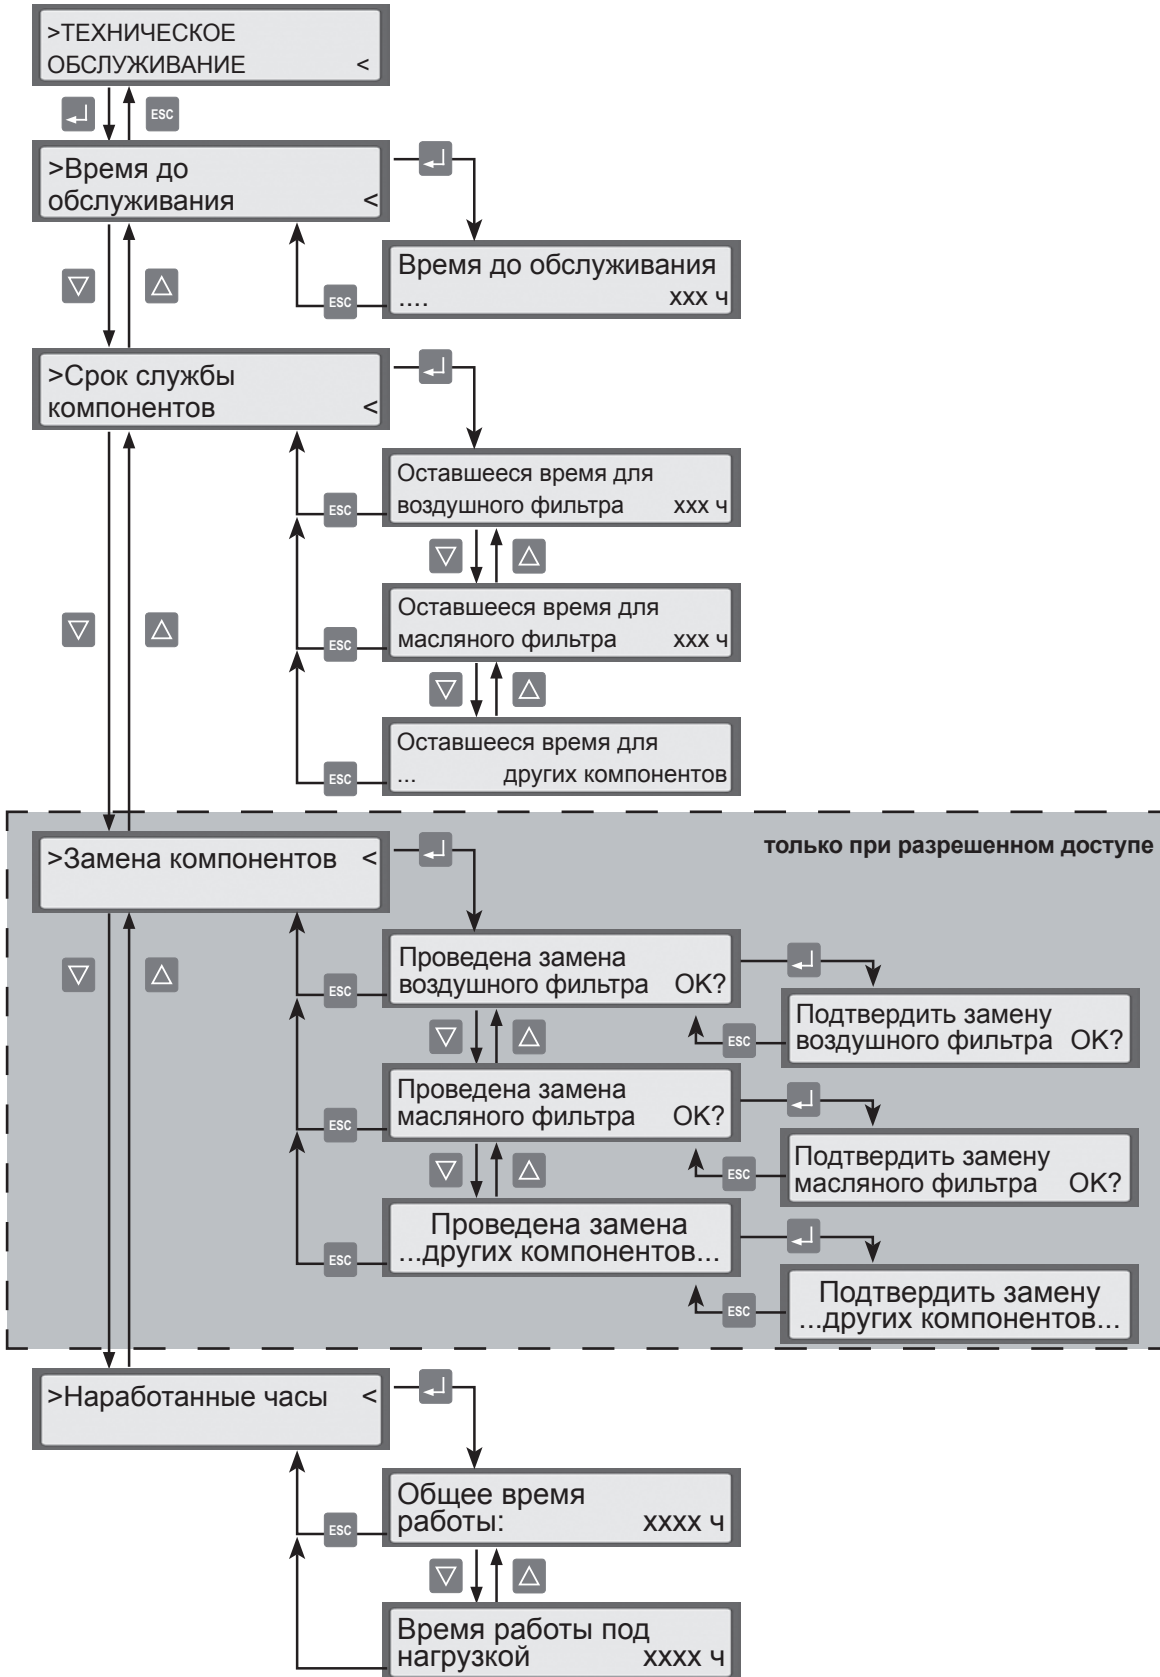 >ТЕХНИЧЕСКОЕ
ОБСЛУЖИВАНИЕ <
ESC
>Время до
обслуживания <
Время до обслуживания
.... xxx ч
ESC
>Срок службы
компонентов <
Оставшееся время для
воздушного фильтра xxx ч
ESC
Оставшееся время для
масляного фильтра xxx ч
ESC
Оставшееся время для
... других компонентов
ESC
только при разрешенном доступе
>Замена компонентов <
Проведена замена
воздушного фильтра OK?
ESC
Подтвердить замену
воздушного фильтра OK?
ESC
Проведена замена
масляного фильтра OK?
ESC
Подтвердить замену
масляного фильтра OK?
ESC
Проведена замена
...других компонентов...
ESC
Подтвердить замену
...других компонентов...
ESC
>Наработанные часы <
Общее время
работы: xxxx ч
ESC
Время работы под
нагрузкой xxxx ч